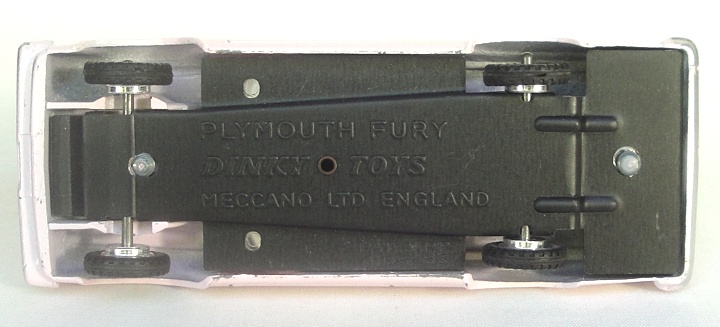 PLYMOUTH FURY
DINKY TOYS
MECCANO LTD ENGLAND